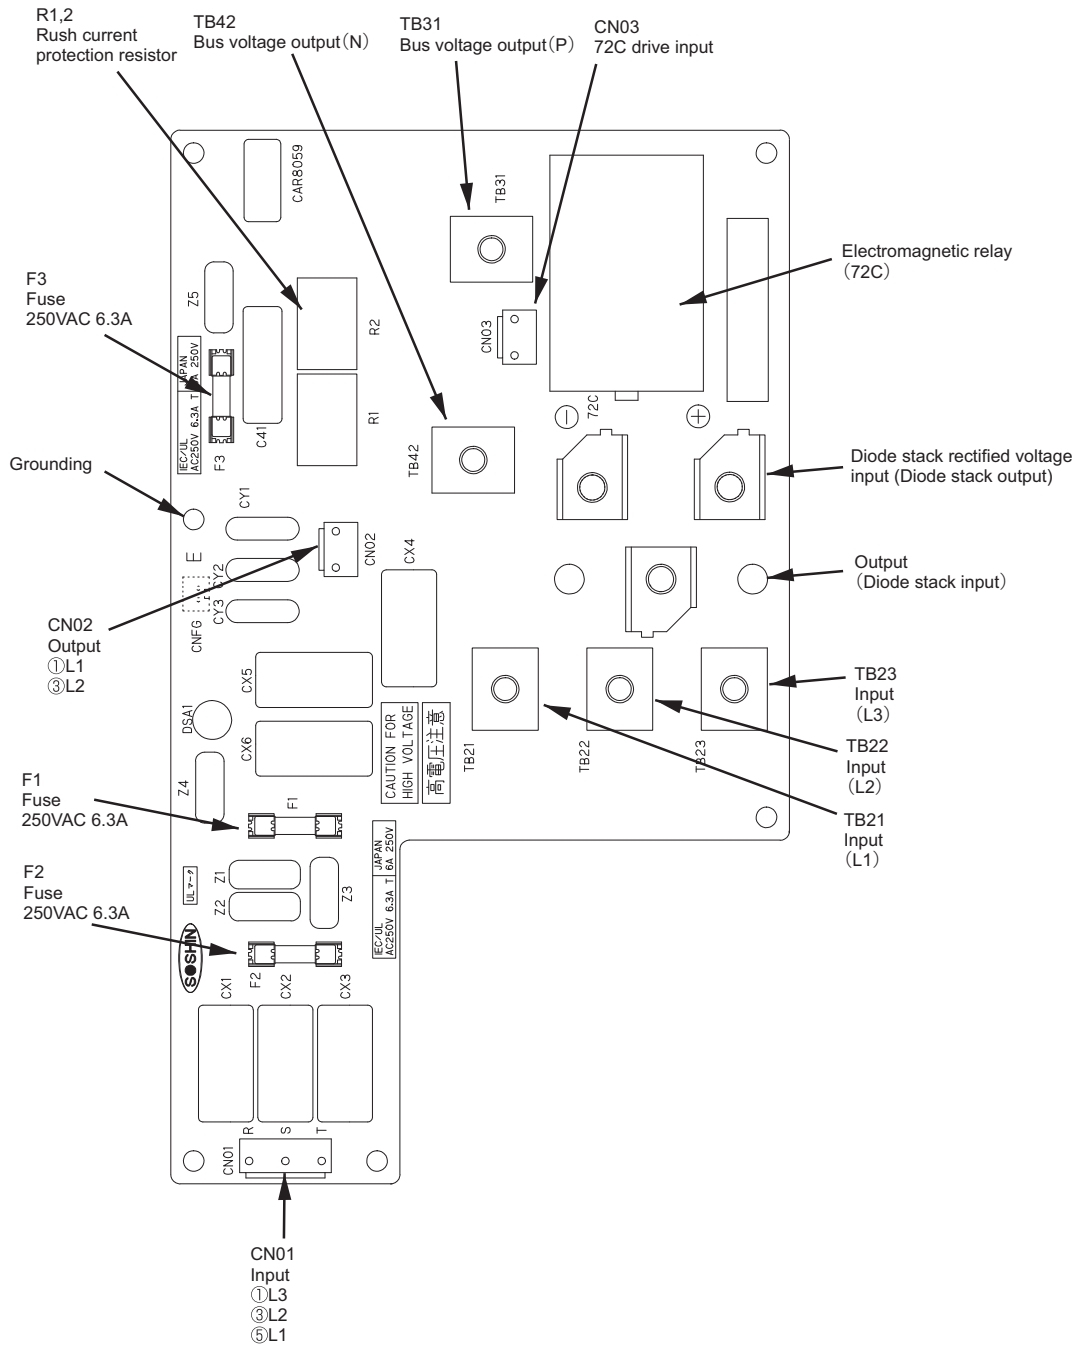 R1,2
Rush current
protection resistor
TB42
Bus voltage output(N)
TB31
Bus voltage output(P)
CN03
72C drive input
CAR8059
TB31
Electromagnetic relay
(72C)
F3
Fuse
250VAC 6.3A
Z5
R2
CN03
JAPAN
250V
IEC/UL
AC250V 6.3A T
F3
C41
R1
TB42
72C
Grounding
Diode stack rectified voltage
input (Diode stack output)
CY1
E
CN02
CX4
CY2
CY3
CNFG
Output
(Diode stack input)
CN02
Output
①L1
③L2
CX5
DSA1
CX6
CAUTION FOR
HIGH VOLTAGE
高電圧注意
TB21
TB22
TB23
TB23
Input
(L3)
TB22
Input
(L2)
TB21
Input
(L1)
Z4
F1
Fuse
250VAC 6.3A
F1
JAPAN
6A 250V
IEC/UL
AC250V 6.3A T
F2
Fuse
250VAC 6.3A
ULマーク
Z1
Z2
Z3
SOSHIN
F2
CX1
CX2
CX3
R
S
T
CN01
CN01
Input
①L3
③L2
⑤L1